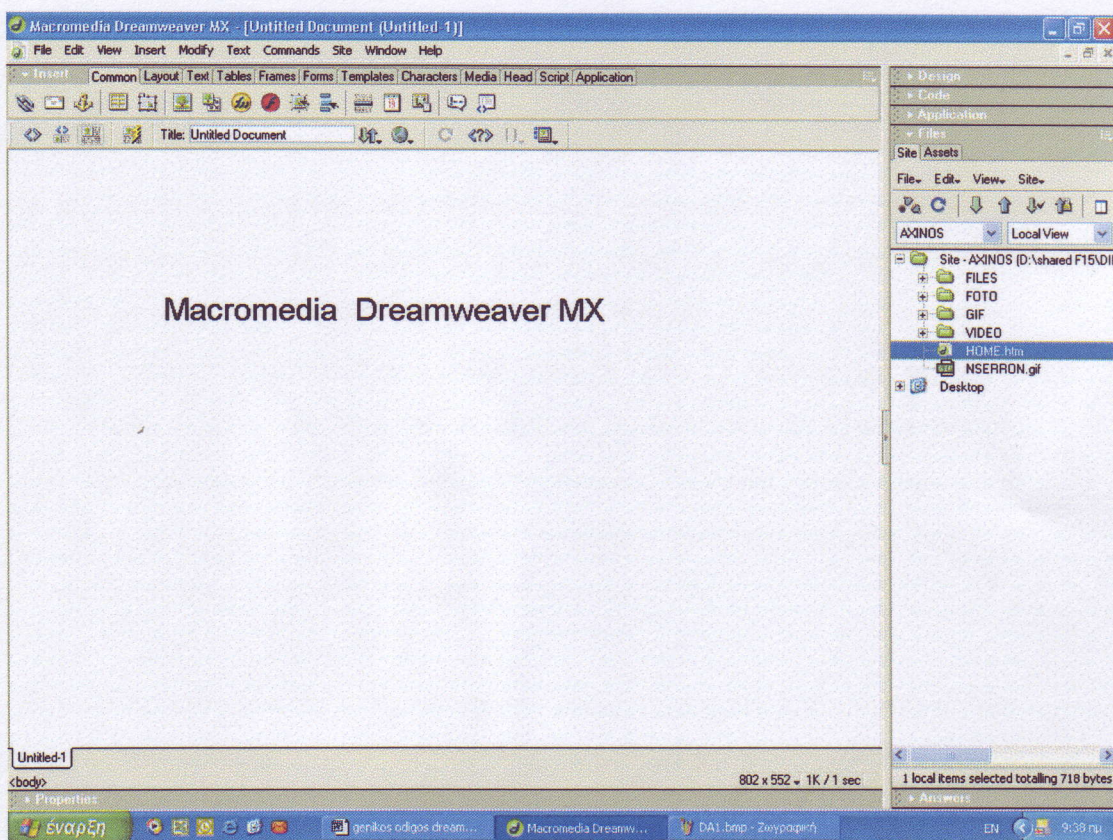 Macromedia Dreamweaver MX - [Untitled Document (Untitled-1)]
File Edit View Insert Modify Text Commands Site Window Help
Insert Common Layout Text Tables Frames Forms Templates Characters Media Head Script Application
Title: Untitled Document
Macromedia Dreamweaver MX
Untitled-1
<body> 802 x 552 1K / 1 sec
Properties
Design
Code
Application
Files
Site Assets
File Edit View Site
AXINOS Local View
Site - AXINOS (D:\shared F15\DI
FILES
FOTO
GIF
VIDEO
HOME.htm
NSERRON.gif
Desktop
1 local items selected totalling 718 bytes
Answers
έναρξη genikos odigos dream... Macromedia Dreamw... DA1.bmp - Ζωγραφική EN 9:38 πμ